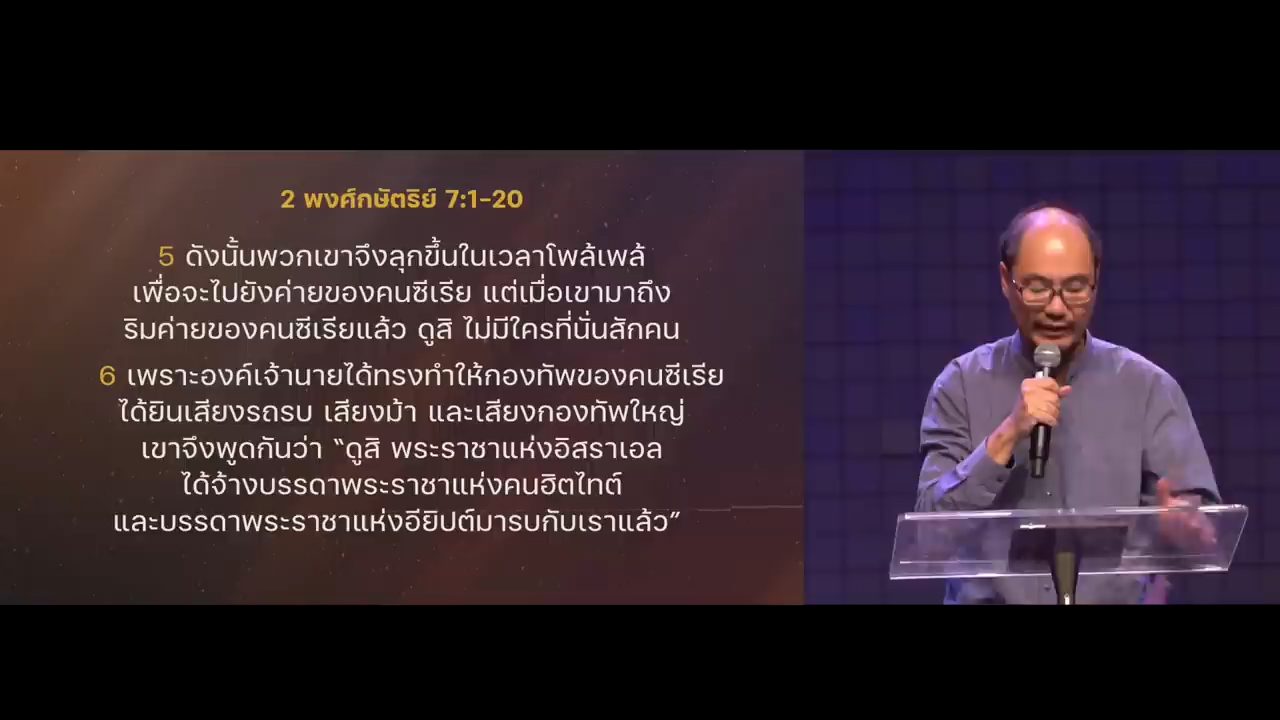 2 พงศ์กษัตริย์ 7:1-20
5 ดังนั้นพวกเขาจึงลุกขึ้นในเวลาโพล้เพล้
เพื่อจะไปยังค่ายของคนซีเรีย แต่เมื่อเขามาถึง
ริมค่ายของคนซีเรียแล้ว ดูสิ ไม่มีใครที่นั่นสักคน
6 เพราะองค์เจ้านายได้ทรงทำให้กองทัพของคนซีเรีย
ได้ยินเสียงรถรบ เสียงม้า และเสียงกองทัพใหญ่
เขาจึงพูดกันว่า “ดูสิ พระราชาแห่งอิสราเอล
ได้จ้างบรรดาพระราชาแห่งคนฮิตไทต์
และบรรดาพระราชาแห่งอียิปต์มารบกับเราแล้ว”